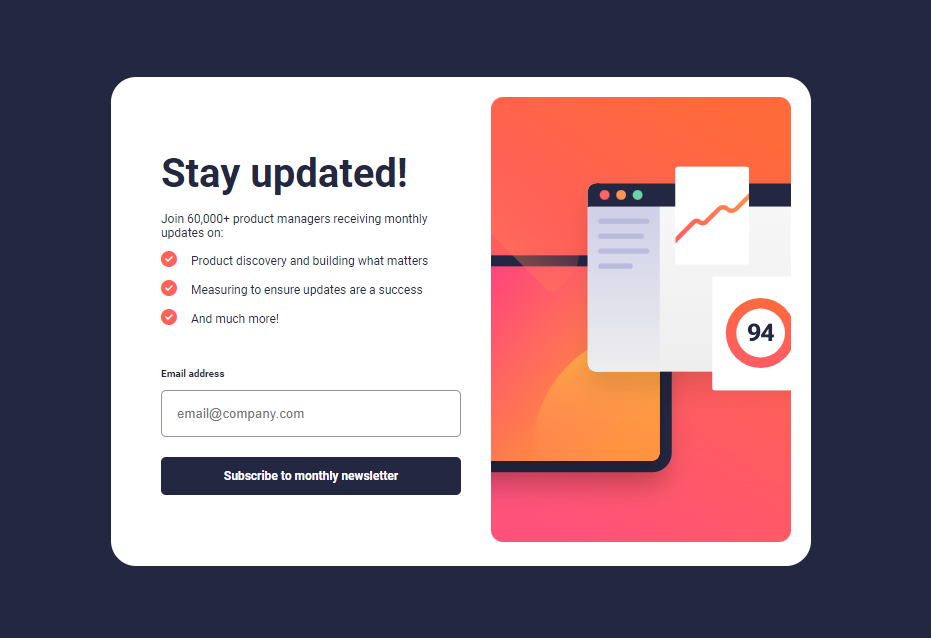 Stay updated!
Join 60,000+ product managers receiving monthly
updates on:
Product discovery and building what matters
Measuring to ensure updates are a success
And much more!
Email address
email@company.com
Subscribe to monthly newsletter
94